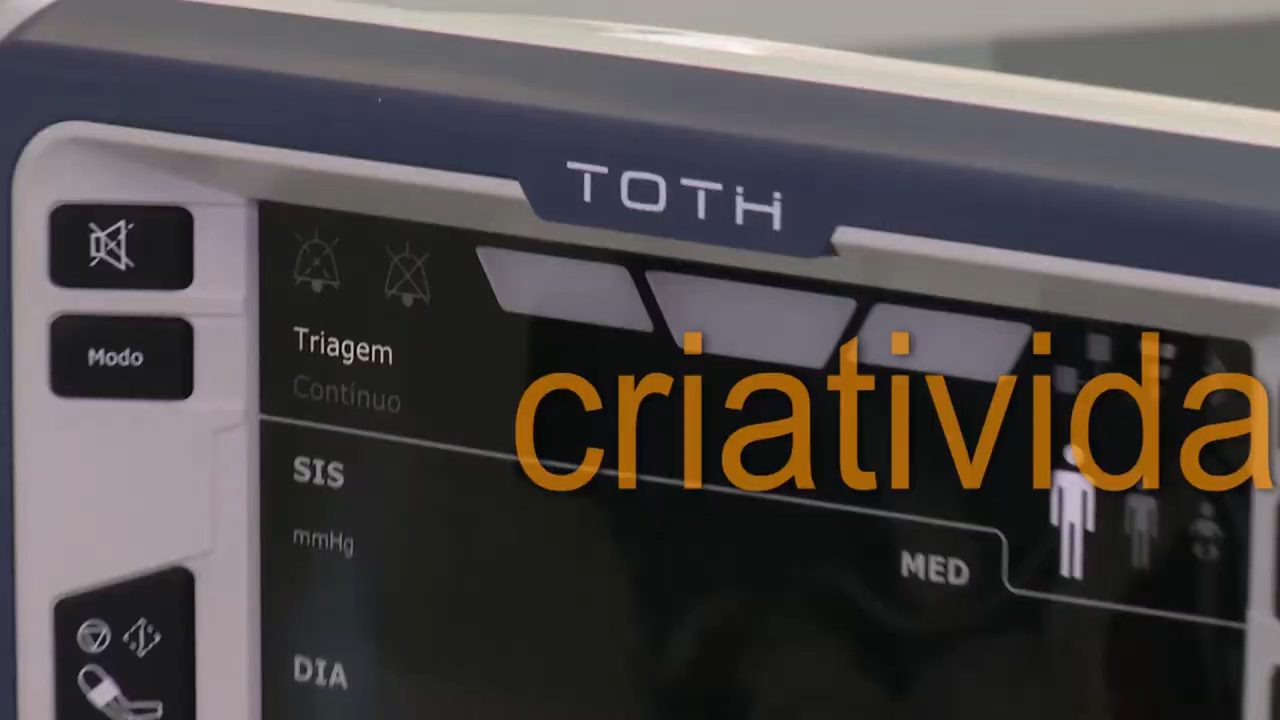 TOTH
Modo
Triagem
Contínuo
criativida
SIS
mmHg
MED
DIA